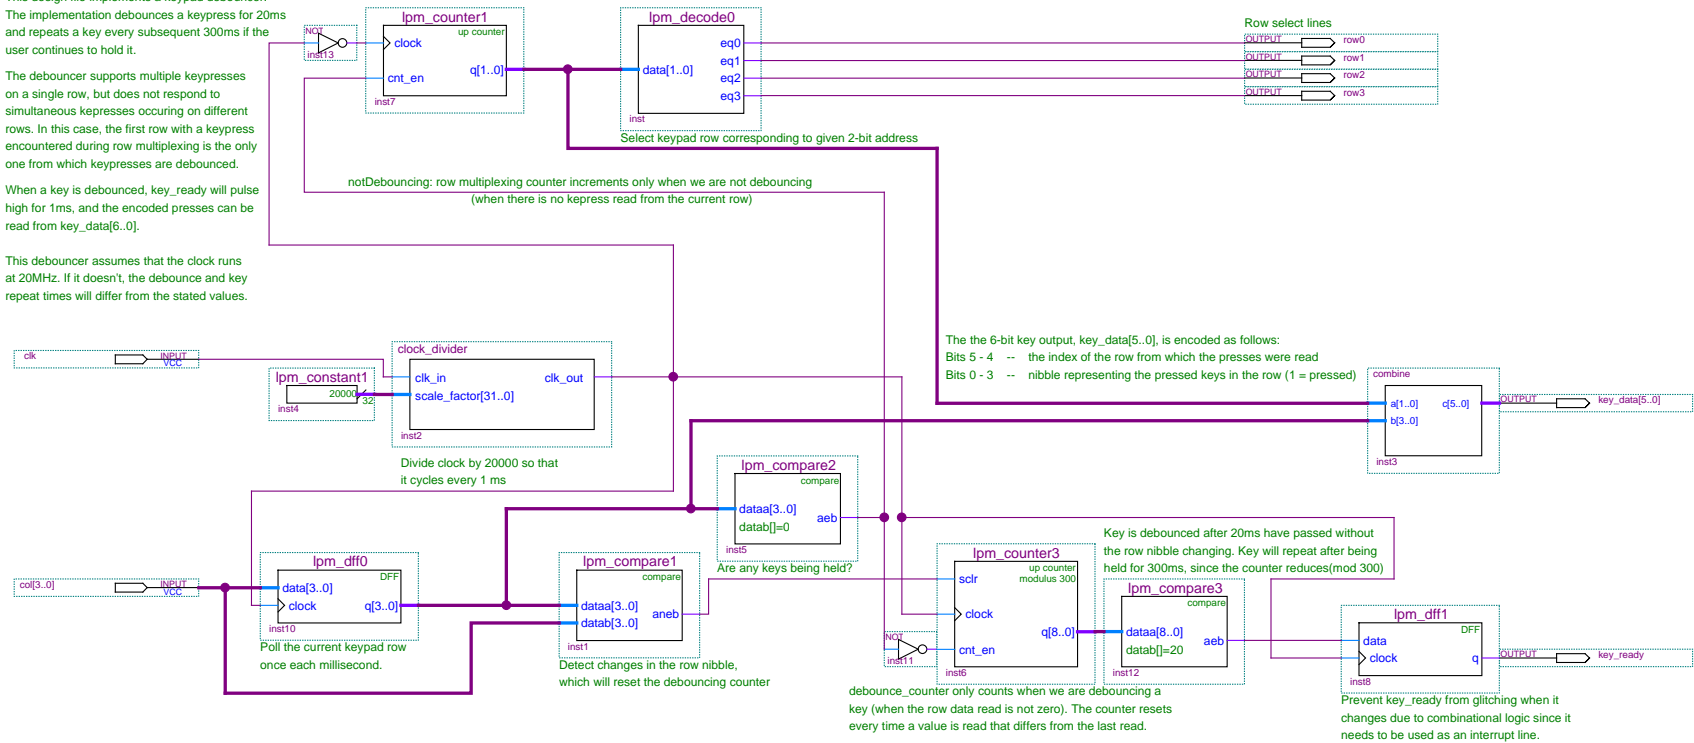 The implementation debounces a keypress for 20ms
and repeats a key every subsequent 300ms if the
user continues to hold it.
The debouncer supports multiple keypresses
on a single row, but does not respond to
simultaneous kepresses occuring on different
rows. In this case, the first row with a keypress
encountered during row multiplexing is the only
one from which keypresses are debounced.
When a key is debounced, key_ready will pulse
high for 1ms, and the encoded presses can be
read from key_data[6..0].
This debouncer assumes that the clock runs
at 20MHz. If it doesn't, the debounce and key
repeat times will differ from the stated values.
NOT
inst13
lpm_counter1
up counter
clock
cnt_en
q[1..0]
inst7
lpm_decode0
data[1..0]
eq0
eq1
eq2
eq3
inst
Select keypad row corresponding to given 2-bit address
Row select lines
OUTPUT row0
OUTPUT row1
OUTPUT row2
OUTPUT row3
notDebouncing: row multiplexing counter increments only when we are not debouncing
(when there is no kepress read from the current row)
clk
INPUT
VCC
lpm_constant1
20000
32
inst4
clock_divider
clk_in
scale_factor[31..0]
clk_out
inst2
Divide clock by 20000 so that
it cycles every 1 ms
The the 6-bit key output, key_data[5..0], is encoded as follows:
Bits 5 - 4 -- the index of the row from which the presses were read
Bits 0 - 3 -- nibble representing the pressed keys in the row (1 = pressed)
combine
a[1..0]
b[3..0]
c[5..0]
inst3
OUTPUT key_data[5..0]
lpm_compare2
compare
dataa[3..0]
datab[]=0
aeb
inst5
Are any keys being held?
col[3..0]
INPUT
VCC
lpm_dff0
DFF
data[3..0]
clock
q[3..0]
inst10
Poll the current keypad row
once each millisecond.
lpm_compare1
compare
dataa[3..0]
datab[3..0]
aneb
inst1
Detect changes in the row nibble,
which will reset the debouncing counter
NOT
inst11
lpm_counter3
up counter
modulus 300
sclr
clock
cnt_en
q[8..0]
inst6
debounce_counter only counts when we are debouncing a
key (when the row data read is not zero). The counter resets
every time a value is read that differs from the last read.
Key is debounced after 20ms have passed without
the row nibble changing. Key will repeat after being
held for 300ms, since the counter reduces(mod 300)
lpm_compare3
compare
dataa[8..0]
datab[]=20
aeb
inst12
lpm_dff1
DFF
data
clock
q
inst8
OUTPUT key_ready
Prevent key_ready from glitching when it
changes due to combinational logic since it
needs to be used as an interrupt line.